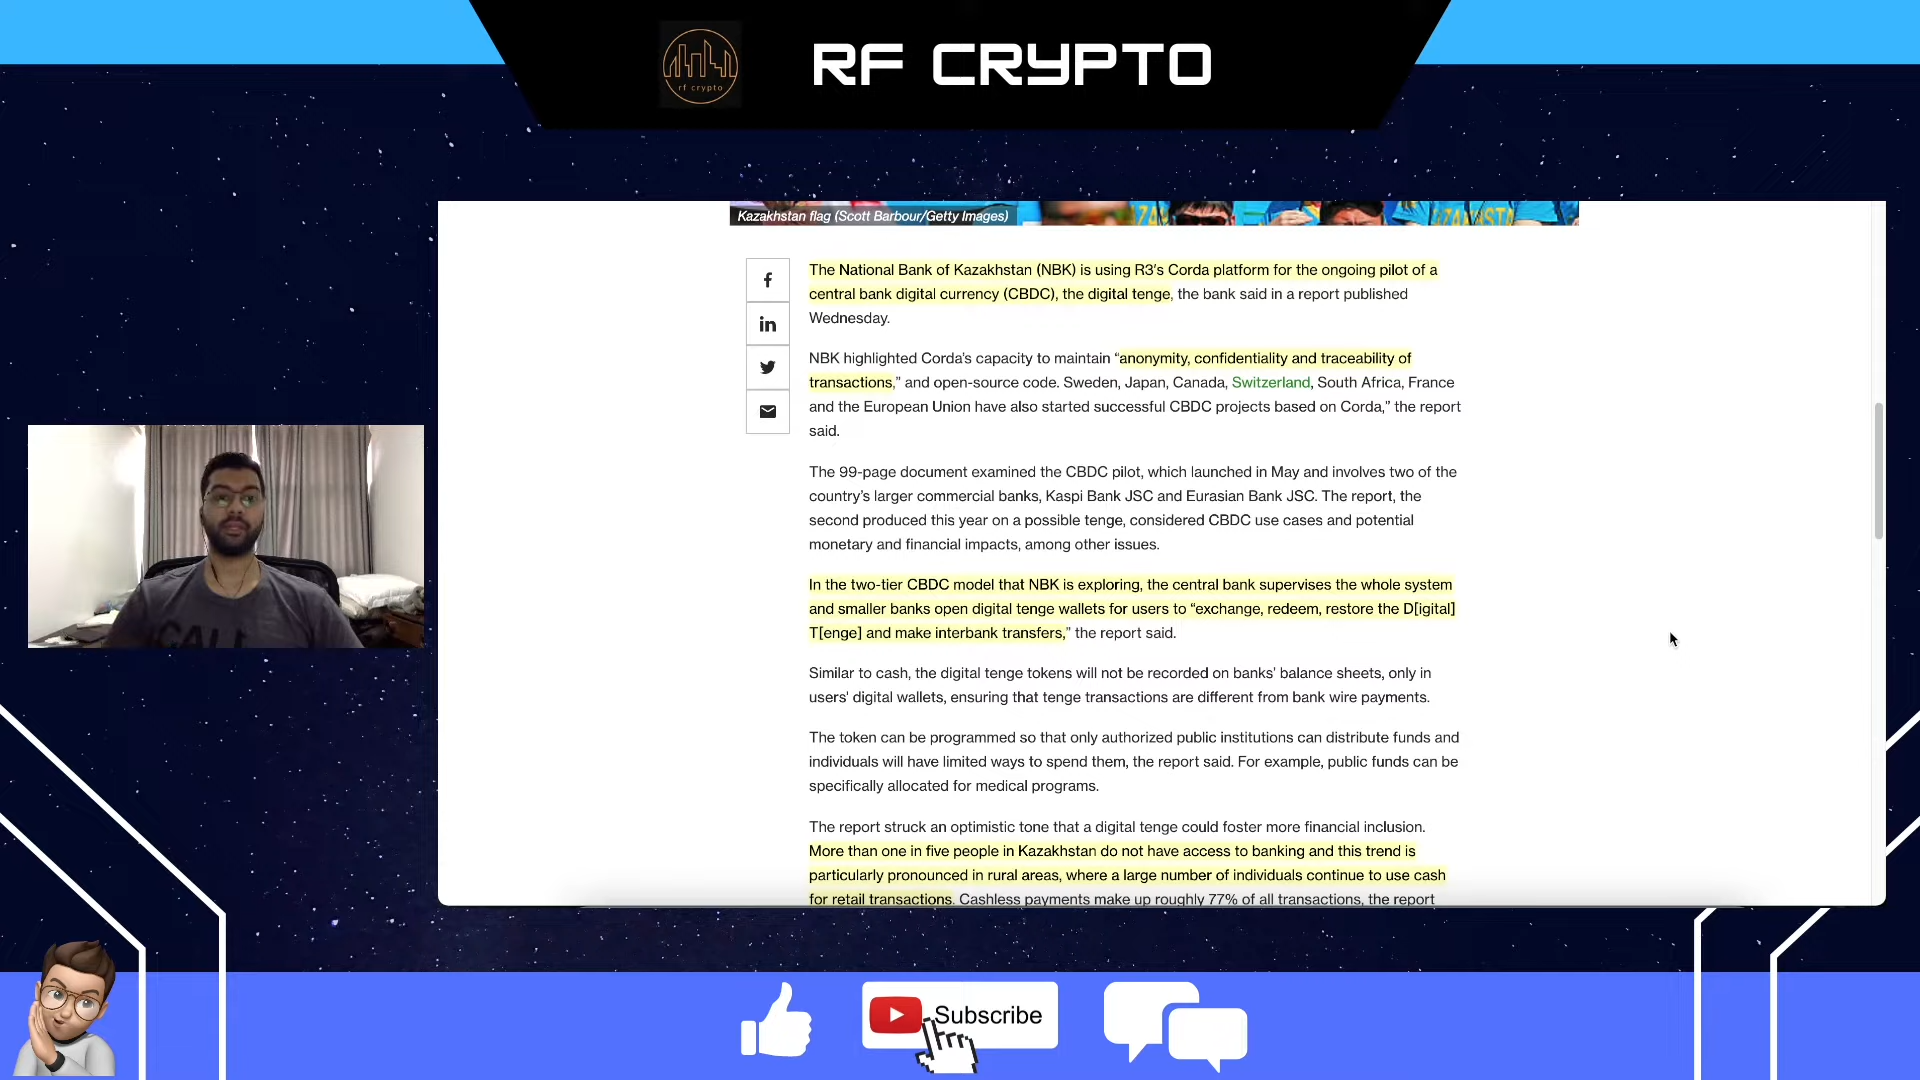 rf crypto
RF CRYPTO
Kazakhstan flag (Scott Barbour/Getty Images)
The National Bank of Kazakhstan (NBK) is using R3's Corda platform for the ongoing pilot of a
central bank digital currency (CBDC), the digital tenge, the bank said in a report published
Wednesday.
NBK highlighted Corda's capacity to maintain “anonymity, confidentiality and traceability of
transactions,” and open-source code. Sweden, Japan, Canada, Switzerland, South Africa, France
and the European Union have also started successful CBDC projects based on Corda,” the report
said.
The 99-page document examined the CBDC pilot, which launched in May and involves two of the
country’s larger commercial banks, Kaspi Bank JSC and Eurasian Bank JSC. The report, the
second produced this year on a possible tenge, considered CBDC use cases and potential
monetary and financial impacts, among other issues.
In the two-tier CBDC model that NBK is exploring, the central bank supervises the whole system
and smaller banks open digital tenge wallets for users to “exchange, redeem, restore the D[igital]
T[enge] and make interbank transfers,” the report said.
Similar to cash, the digital tenge tokens will not be recorded on banks’ balance sheets, only in
users' digital wallets, ensuring that tenge transactions are different from bank wire payments.
The token can be programmed so that only authorized public institutions can distribute funds and
individuals will have limited ways to spend them, the report said. For example, public funds can be
specifically allocated for medical programs.
The report struck an optimistic tone that a digital tenge could foster more financial inclusion.
More than one in five people in Kazakhstan do not have access to banking and this trend is
particularly pronounced in rural areas, where a large number of individuals continue to use cash
for retail transactions. Cashless payments make up roughly 77% of all transactions, the report
Subscribe